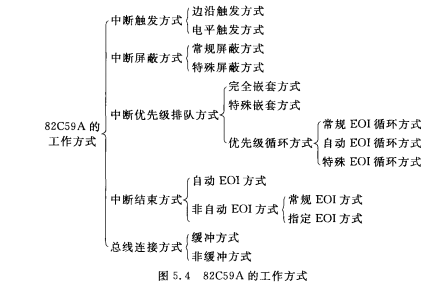 中断触发方式
边沿触发方式
电平触发方式
中断屏蔽方式
常规屏蔽方式
特殊屏蔽方式
中断优先级排队方式
完全嵌套方式
特殊嵌套方式
优先级循环方式
常规 EOI 循环方式
自动 EOI 循环方式
特殊 EOI 循环方式
82C59A 的
工作方式
中断结束方式
自动 EOI 方式
非自动 EOI 方式
常规 EOI 方式
指定 EOI 方式
总线连接方式
缓冲方式
非缓冲方式
图 5.4 82C59A 的工作方式